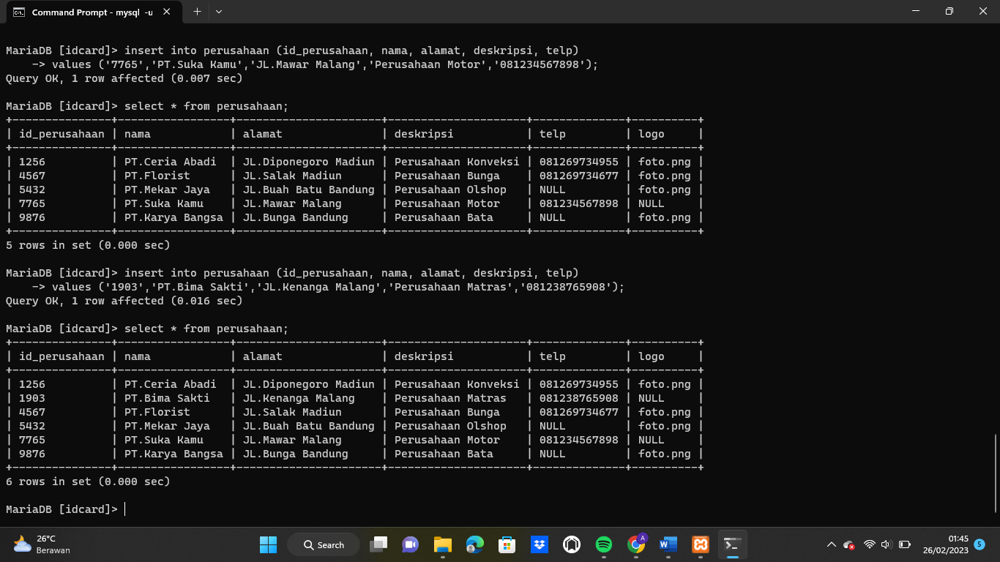 Command Prompt - mysql -u
MariaDB [idcard]> insert into perusahaan (id_perusahaan, nama, alamat, deskripsi, telp)
    -> values ('7765','PT.Suka Kamu','JL.Mawar Malang','Perusahaan Motor','081234567898');
Query OK, 1 row affected (0.007 sec)
MariaDB [idcard]> select * from perusahaan;
+---------------+-----------------+----------------------+---------------------+--------------+----------+
| id_perusahaan | nama            | alamat               | deskripsi           | telp         | logo     |
+---------------+-----------------+----------------------+---------------------+--------------+----------+
| 1256          | PT.Ceria Abadi  | JL.Diponegoro Madiun | Perusahaan Konveksi | 081269734955 | foto.png |
| 4567          | PT.Florist      | JL.Salak Madiun      | Perusahaan Bunga    | 081269734677 | foto.png |
| 5432          | PT.Mekar Jaya   | JL.Buah Batu Bandung | Perusahaan Olshop   | NULL         | foto.png |
| 7765          | PT.Suka Kamu    | JL.Mawar Malang      | Perusahaan Motor    | 081234567898 | NULL     |
| 9876          | PT.Karya Bangsa | JL.Bunga Bandung     | Perusahaan Bata     | NULL         | foto.png |
+---------------+-----------------+----------------------+---------------------+--------------+----------+
5 rows in set (0.000 sec)
MariaDB [idcard]> insert into perusahaan (id_perusahaan, nama, alamat, deskripsi, telp)
    -> values ('1903','PT.Bima Sakti','JL.Kenanga Malang','Perusahaan Matras','081238765908');
Query OK, 1 row affected (0.016 sec)
MariaDB [idcard]> select * from perusahaan;
+---------------+-----------------+----------------------+---------------------+--------------+----------+
| id_perusahaan | nama            | alamat               | deskripsi           | telp         | logo     |
+---------------+-----------------+----------------------+---------------------+--------------+----------+
| 1256          | PT.Ceria Abadi  | JL.Diponegoro Madiun | Perusahaan Konveksi | 081269734955 | foto.png |
| 1903          | PT.Bima Sakti   | JL.Kenanga Malang    | Perusahaan Matras   | 081238765908 | NULL     |
| 4567          | PT.Florist      | JL.Salak Madiun      | Perusahaan Bunga    | 081269734677 | foto.png |
| 5432          | PT.Mekar Jaya   | JL.Buah Batu Bandung | Perusahaan Olshop   | NULL         | foto.png |
| 7765          | PT.Suka Kamu    | JL.Mawar Malang      | Perusahaan Motor    | 081234567898 | NULL     |
| 9876          | PT.Karya Bangsa | JL.Bunga Bandung     | Perusahaan Bata     | NULL         | foto.png |
+---------------+-----------------+----------------------+---------------------+--------------+----------+
6 rows in set (0.000 sec)
MariaDB [idcard]>
26°C
Berawan
Search
A
W
01:45
26/02/2023
5